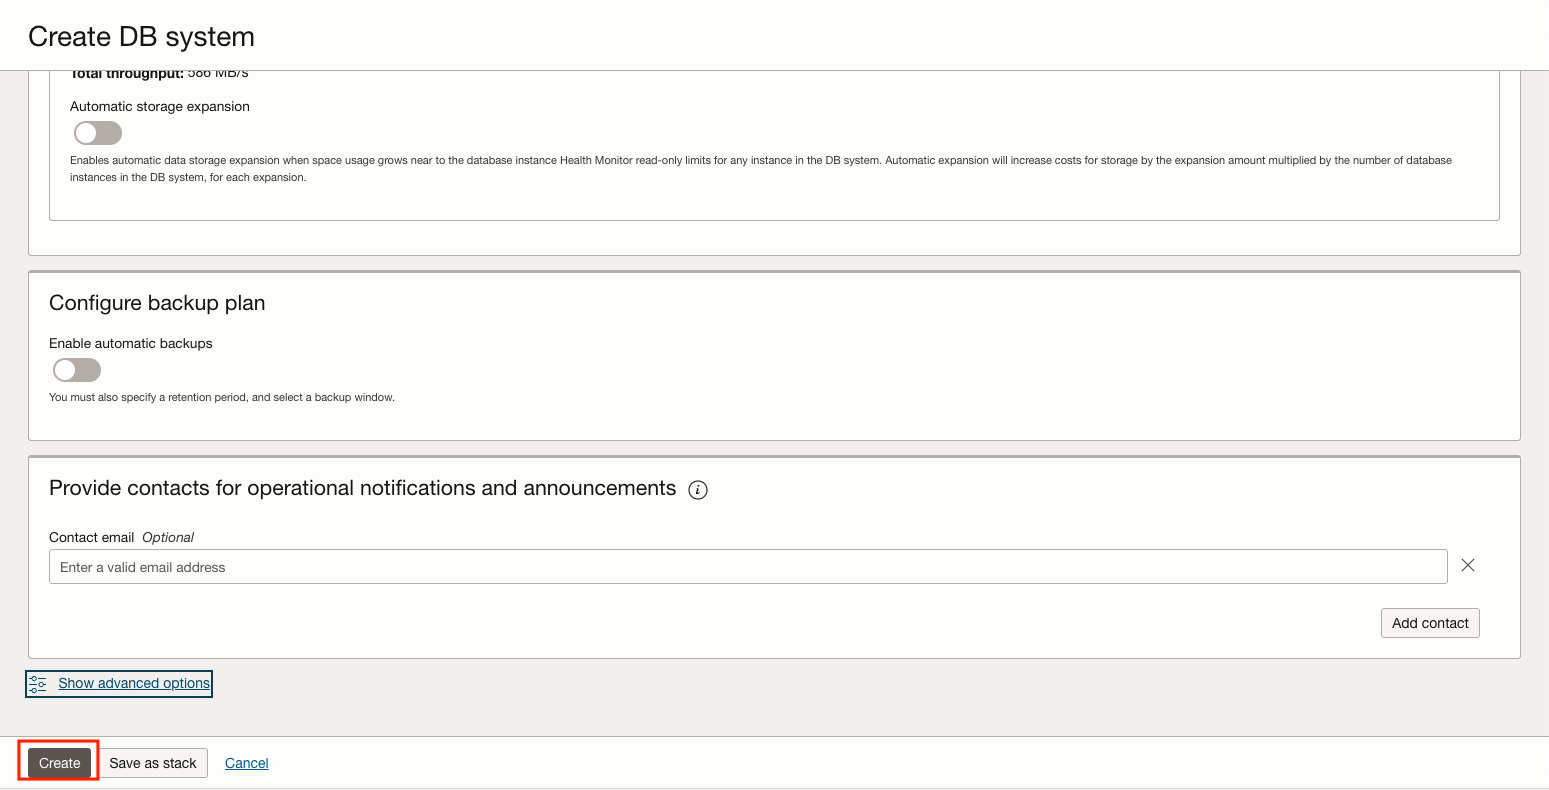 Create DB system
Total throughput: 586 MB/s
Automatic storage expansion
Enables automatic data storage expansion when space usage grows near to the database instance Health Monitor read-only limits for any instance in the DB system. Automatic expansion will increase costs for storage by the expansion amount multiplied by the number of database
instances in the DB system, for each expansion.
Configure backup plan
Enable automatic backups
You must also specify a retention period, and select a backup window.
Provide contacts for operational notifications and announcements
Contact email Optional
Enter a valid email address
Add contact
Show advanced options
Create Save as stack Cancel